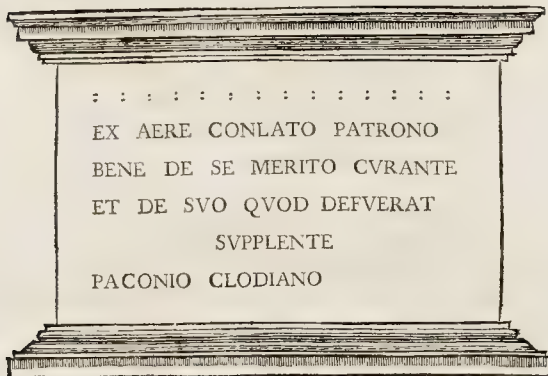 : : : : : : : : : : : : : :
EX AERE CONLATO PATRONO
BENE DE SE MERITO CVRANTE
ET DE SVO QVOD DEFVERAT
SVPPLENTE
PACONIO CLODIANO